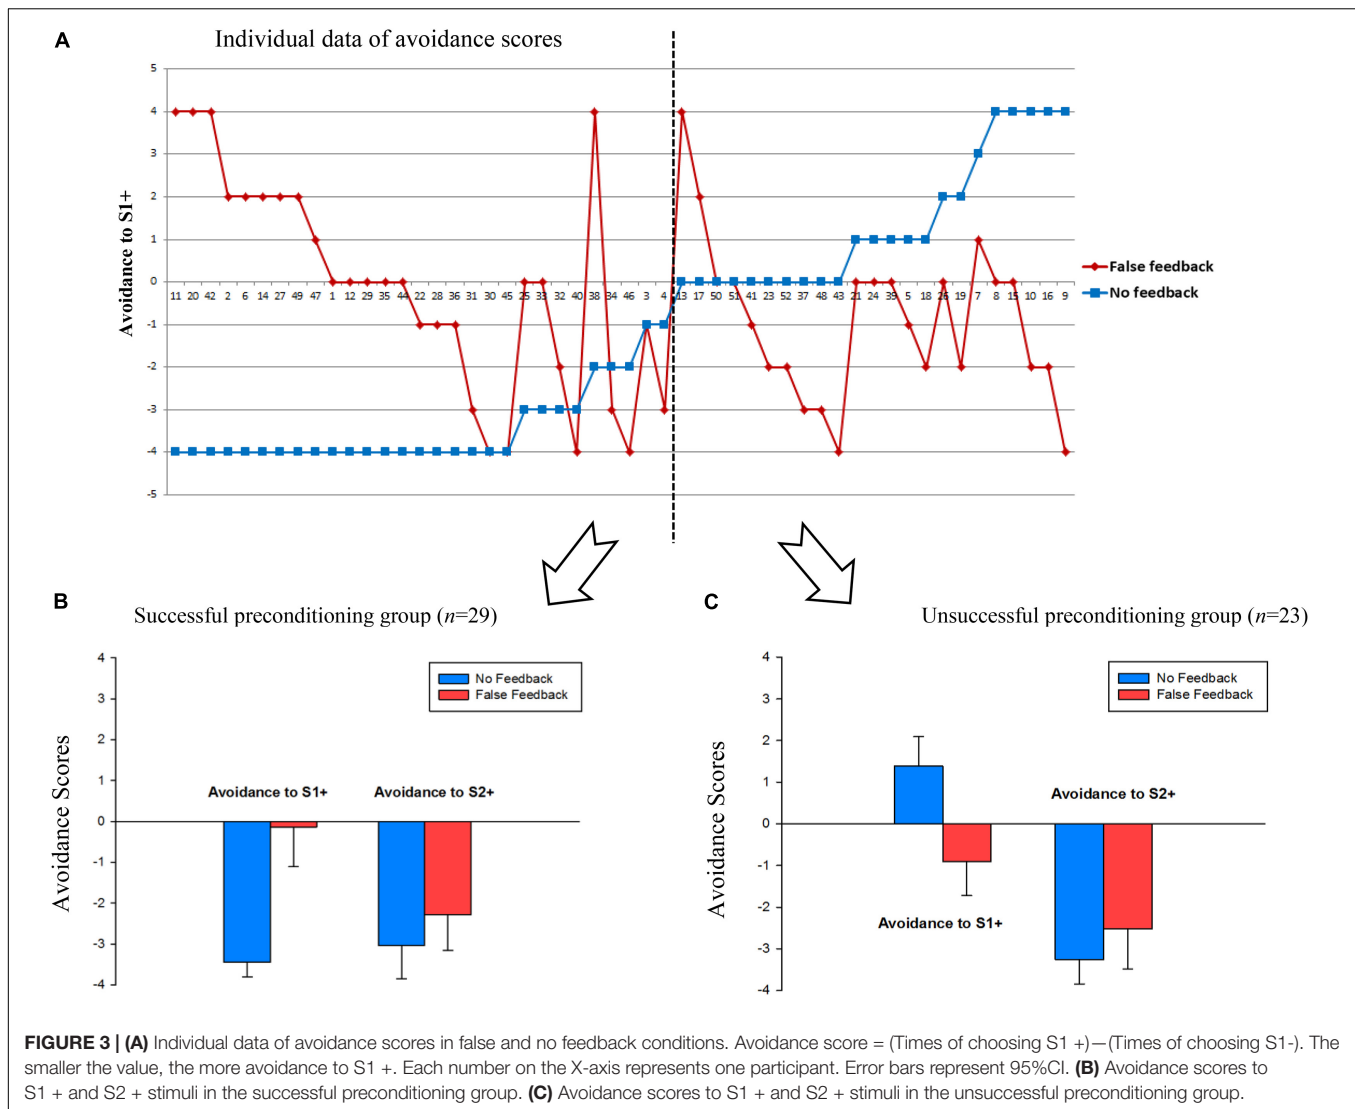 A
Individual data of avoidance scores
5
4
3
2
1
0
-1
-2
-3
-4
-5
Avoidance to S1+
11 20 42 2 6 14 27 49 47 1 12 29 35 44 22 28 36 31 30 45 25 33 32 40 38 34 46 3 4 13 17 50 51 41 23 52 37 48 43 21 24 39 5 18 26 19 7 8 15 10 16 9
False feedback
No feedback
B
Successful preconditioning group (n=29)
4
3
2
1
0
-1
-2
-3
-4
Avoidance Scores
No Feedback
False Feedback
Avoidance to S1+
Avoidance to S2+
C
Unsuccessful preconditioning group (n=23)
4
3
2
1
0
-1
-2
-3
-4
Avoidance Scores
No Feedback
False Feedback
Avoidance to S2+
Avoidance to S1+
FIGURE 3 | (A) Individual data of avoidance scores in false and no feedback conditions. Avoidance score = (Times of choosing S1 +)—(Times of choosing S1-). The
smaller the value, the more avoidance to S1 +. Each number on the X-axis represents one participant. Error bars represent 95%CI. (B) Avoidance scores to
S1 + and S2 + stimuli in the successful preconditioning group. (C) Avoidance scores to S1 + and S2 + stimuli in the unsuccessful preconditioning group.